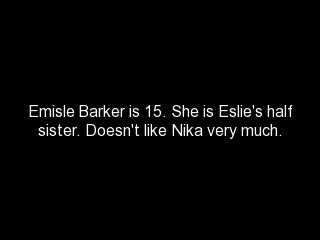 Emisle Barker is 15. She is Eslie's half
sister. Doesn't like Nika very much.